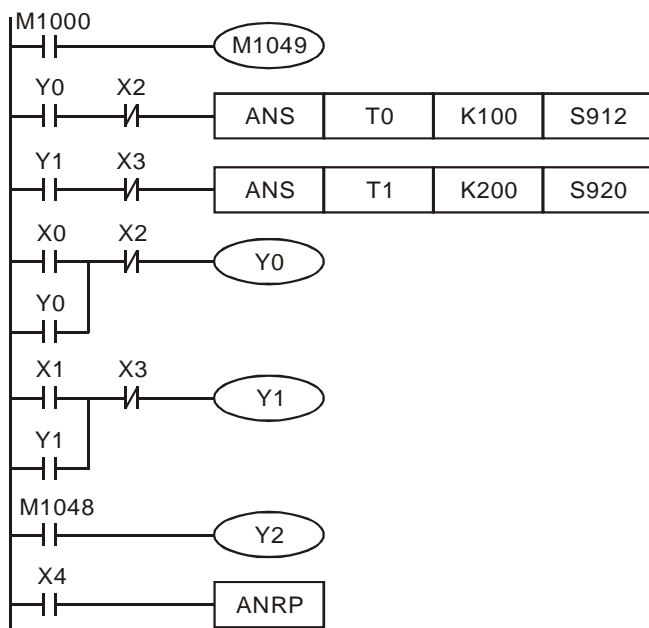 M1000
M1049
Y0 X2
ANS T0 K100 S912
Y1 X3
ANS T1 K200 S920
X0 X2
Y0
Y0
X1 X3
Y1
Y1
M1048
Y2
X4
ANRP